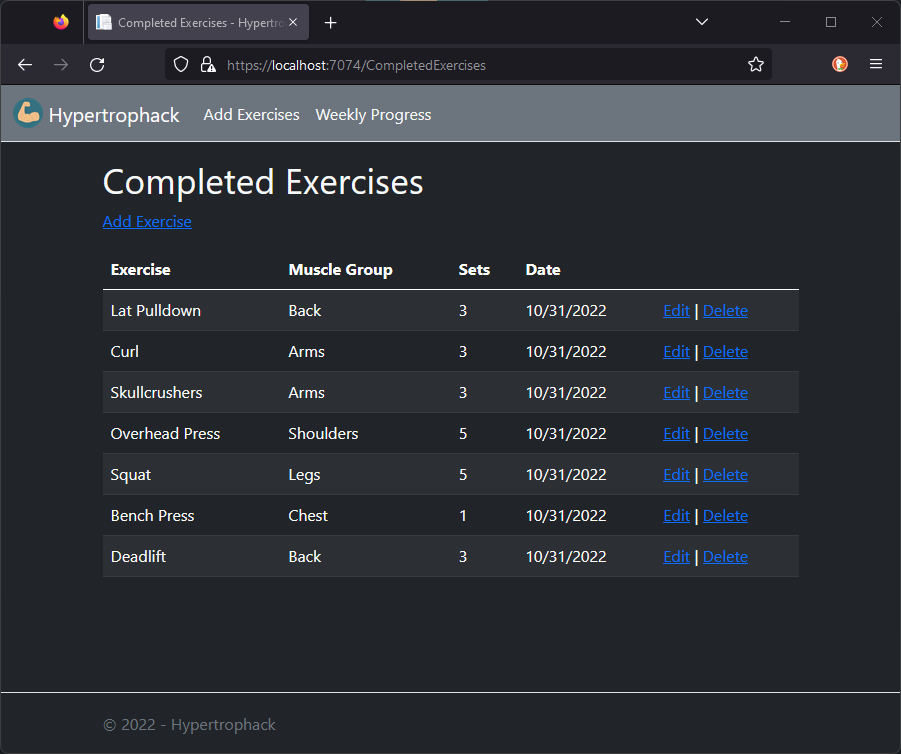 Completed Exercises - Hypertro
https://localhost:7074/CompletedExercises
Hypertrophack Add Exercises Weekly Progress
Completed Exercises
Add Exercise
Exercise Muscle Group Sets Date
Lat Pulldown Back 3 10/31/2022 Edit | Delete
Curl Arms 3 10/31/2022 Edit | Delete
Skullcrushers Arms 3 10/31/2022 Edit | Delete
Overhead Press Shoulders 5 10/31/2022 Edit | Delete
Squat Legs 5 10/31/2022 Edit | Delete
Bench Press Chest 1 10/31/2022 Edit | Delete
Deadlift Back 3 10/31/2022 Edit | Delete
© 2022 - Hypertrophack